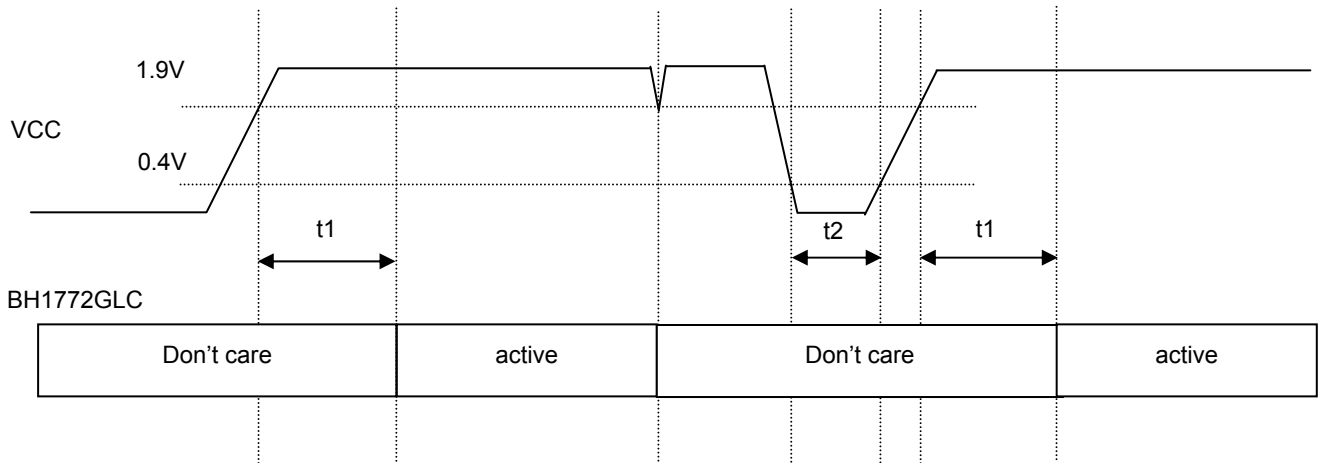 1.9V
VCC
0.4V
t1
t2
t1
BH1772GLC
Don’t care
active
Don’t care
active